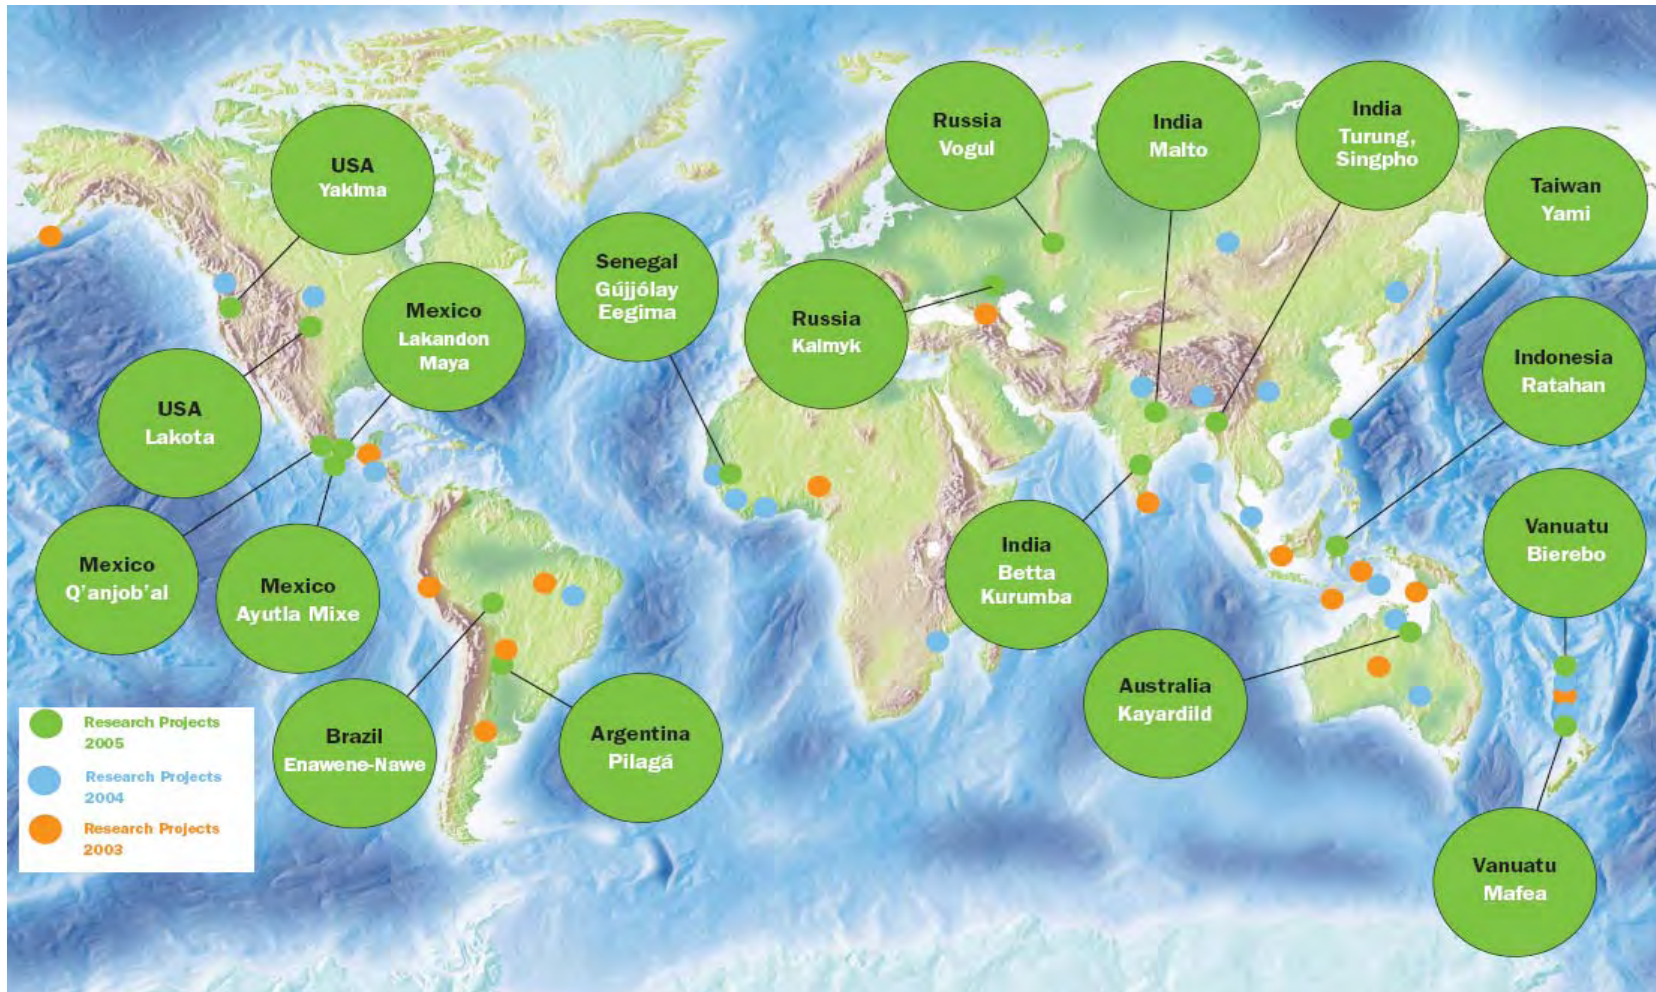 USA
Yaklma
Russia
Vogul
India
Malto
India
Turung,
Singpho
Taiwan
Yami
Senegal
Gújjólay
Eegima
Mexico
Lakandon
Maya
Russia
Kalmyk
Indonesia
Ratahan
USA
Lakota
Vanuatu
Bierebo
India
Betta
Kurumba
Mexico
Q'anjob'al
Mexico
Ayutla Mixe
Australia
Kayardild
Brazil
Enawene-Nawe
Argentina
Pilagá
Vanuatu
Mafea
Research Projects
2005
Research Projects
2004
Research Projects
2003